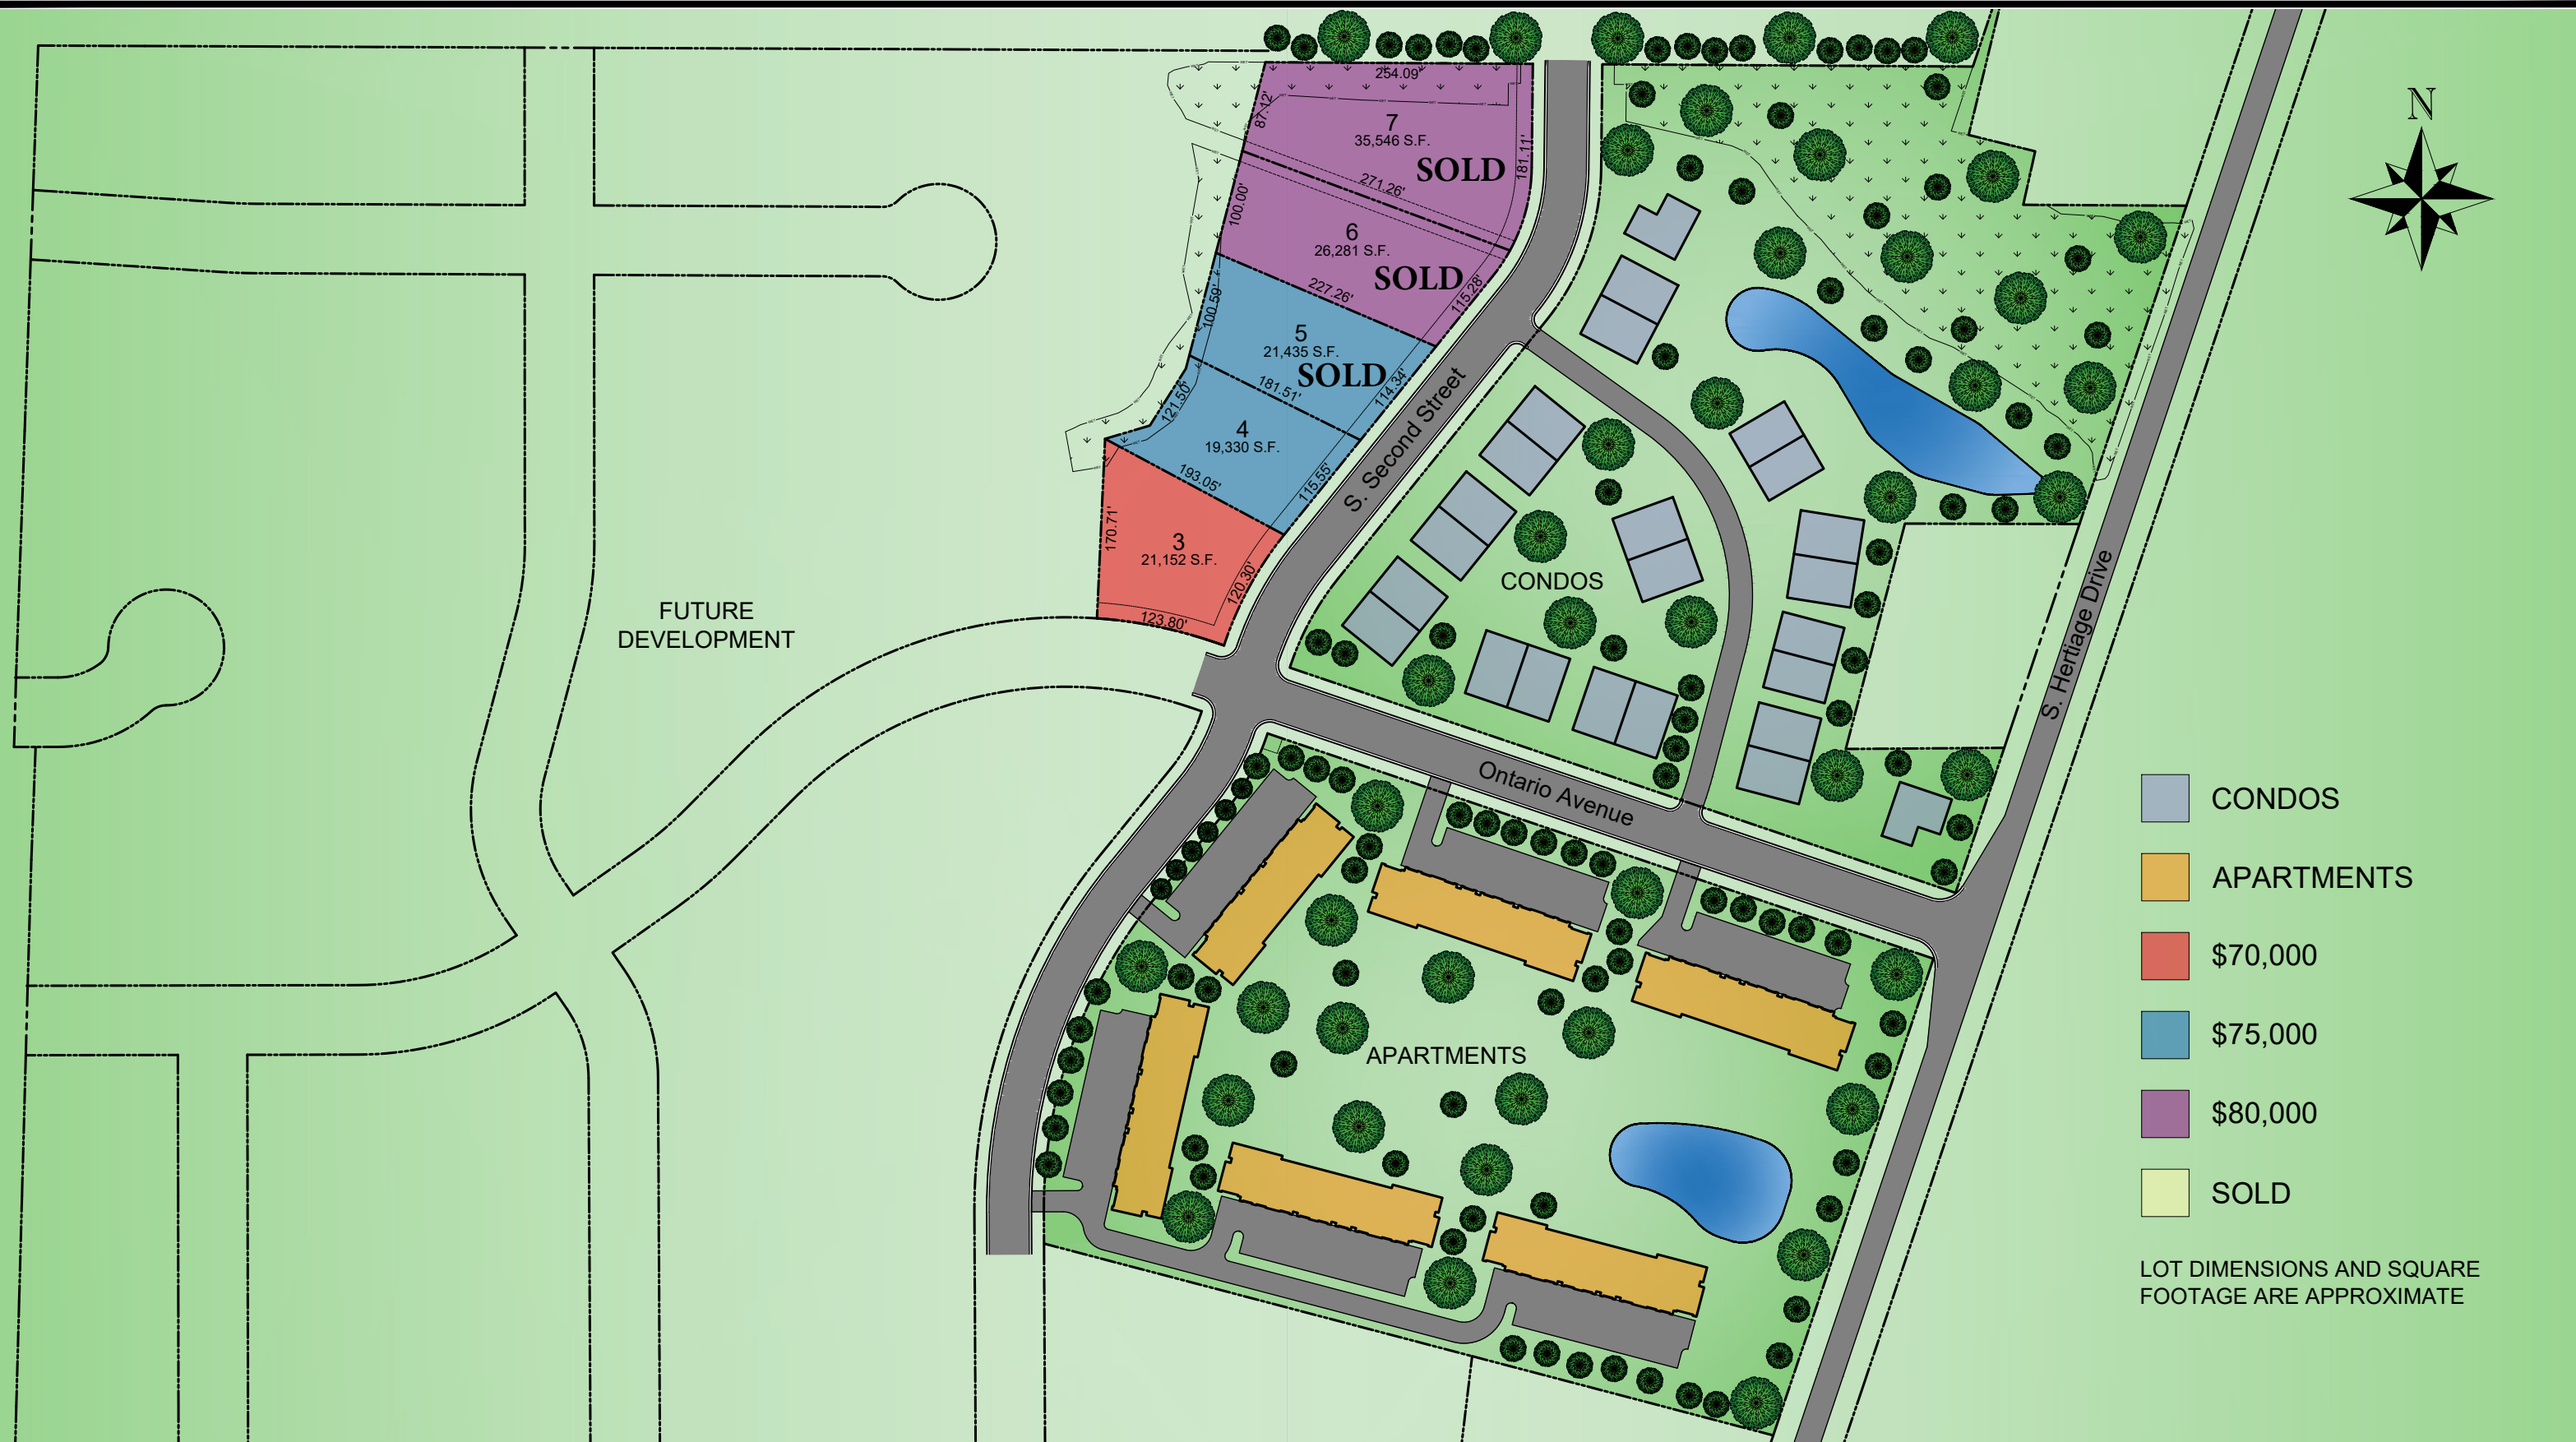 N
254.09'
87.12'
7
35,546 S.F.
SOLD
181.11'
271.26'
100.00'
6
26,281 S.F.
SOLD
227.26'
115.28'
100.59'
5
21,435 S.F.
SOLD
181.51'
114.34'
121.50'
4
19,330 S.F.
193.05'
115.55'
S. Second Street
170.71'
3
21,152 S.F.
120.30'
123.80'
CONDOS
S. Hertiage Drive
FUTURE
DEVELOPMENT
Ontario Avenue
APARTMENTS
CONDOS
APARTMENTS
$70,000
$75,000
$80,000
SOLD
LOT DIMENSIONS AND SQUARE
FOOTAGE ARE APPROXIMATE